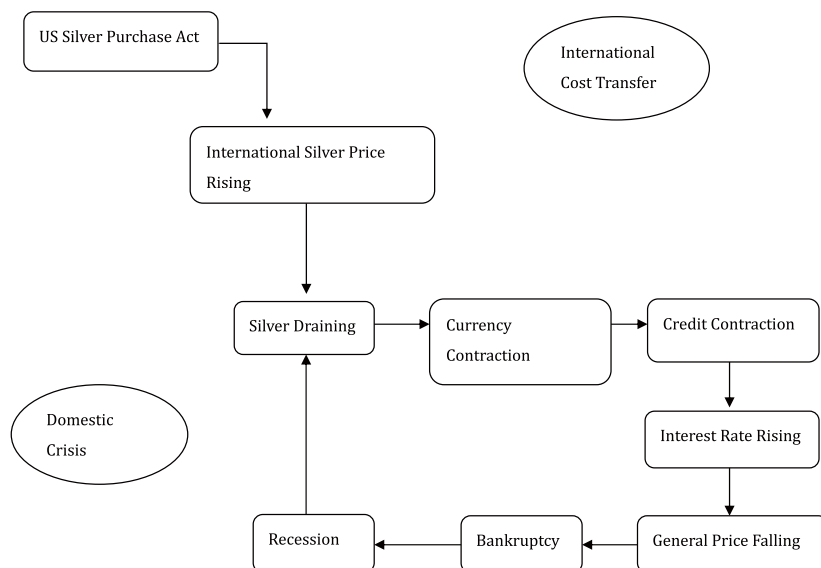 US Silver Purchase Act
International
Cost Transfer
International Silver Price
Rising
Silver Draining
Currency
Contraction
Credit Contraction
Domestic
Crisis
Interest Rate Rising
Recession
Bankruptcy
General Price Falling